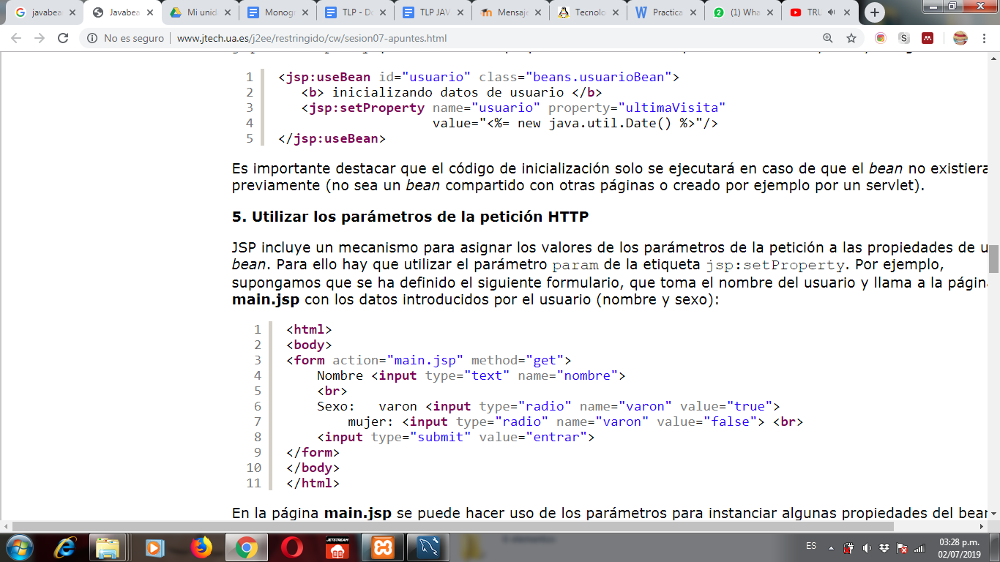 javabea
Javabea
Mi unid
Monogr
TLP - Do
TLP JAV
Mensaje
Tecnolo
Practica
(1) Wha
TRU
No es seguro | www.jtech.ua.es/j2ee/restringido/cw/sesion07-apuntes.html
1 <jsp:useBean id="usuario" class="beans.usuarioBean">
2 <b> inicializando datos de usuario </b>
3 <jsp:setProperty name="usuario" property="ultimaVisita"
4 value="<%= new java.util.Date() %>"/>
5 </jsp:useBean>
Es importante destacar que el código de inicialización solo se ejecutará en caso de que el bean no existiera
previamente (no sea un bean compartido con otras páginas o creado por ejemplo por un servlet).
5. Utilizar los parámetros de la petición HTTP
JSP incluye un mecanismo para asignar los valores de los parámetros de la petición a las propiedades de u
bean. Para ello hay que utilizar el parámetro param de la etiqueta jsp:setProperty. Por ejemplo,
supongamos que se ha definido el siguiente formulario, que toma el nombre del usuario y llama a la página
main.jsp con los datos introducidos por el usuario (nombre y sexo):
1 <html>
2 <body>
3 <form action="main.jsp" method="get">
4 Nombre <input type="text" name="nombre">
5 <br>
6 Sexo: varon <input type="radio" name="varon" value="true">
7 mujer: <input type="radio" name="varon" value="false"> <br>
8 <input type="submit" value="entrar">
9 </form>
10 </body>
11 </html>
En la página main.jsp se puede hacer uso de los parámetros para instanciar algunas propiedades del bean
JETSTREAM
ES
03:28 p.m.
02/07/2019